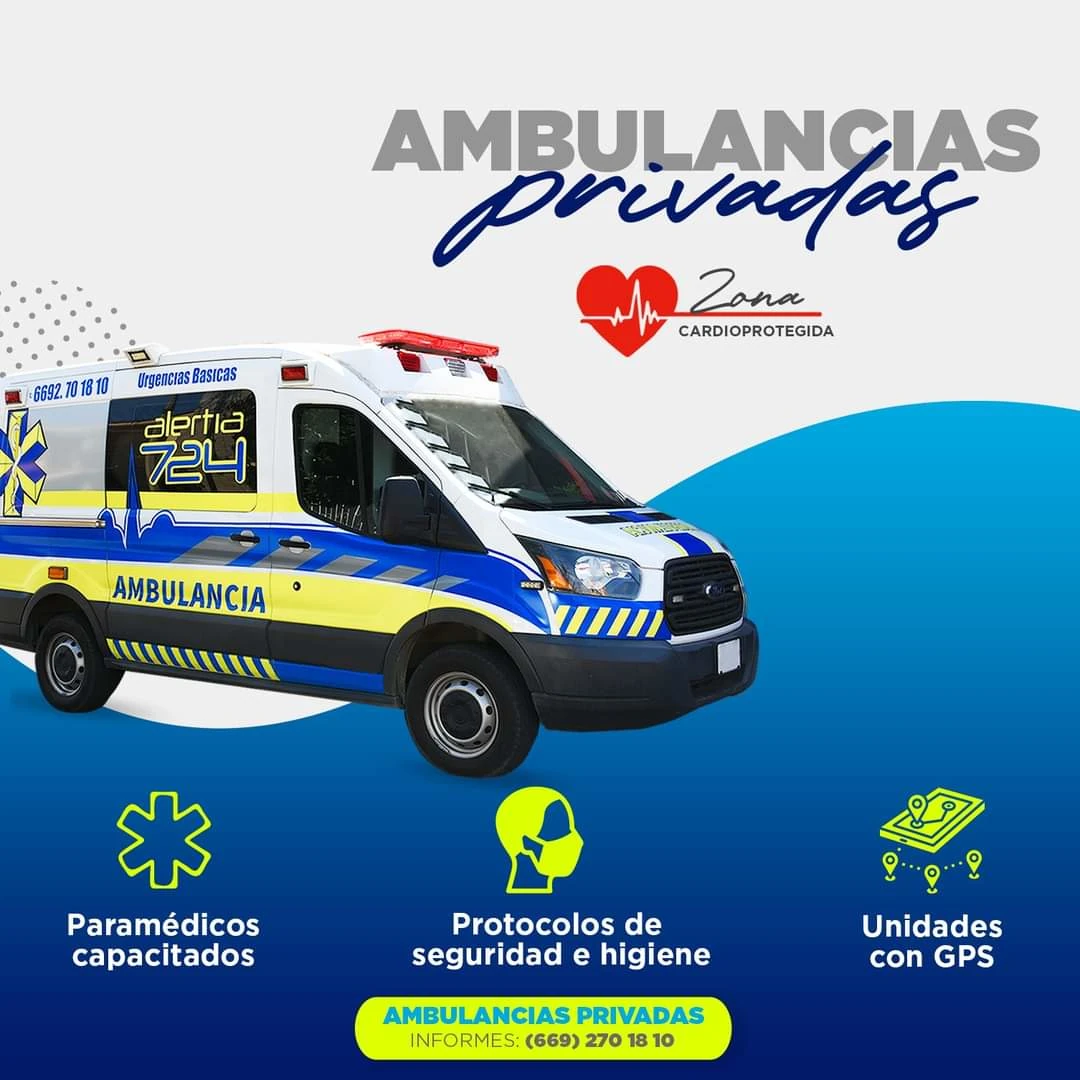 AMBULANCIAS
privadas
Zona
CARDIOPROTEGIDA
6692. 70 18 10
Urgencias Basicas
alertia
724
AMBULANCIA
Paramédicos
capacitados
Protocolos de
seguridad e higiene
Unidades
con GPS
AMBULANCIAS PRIVADAS
INFORMES: (669) 270 18 10